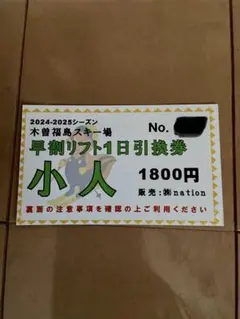 2024-2025シーズン
木曽福島スキー場 No.
早割リフト1日引換券
小人 1800円
販売:㈱nation
裏面の注意事項を確認の上ご利用ください